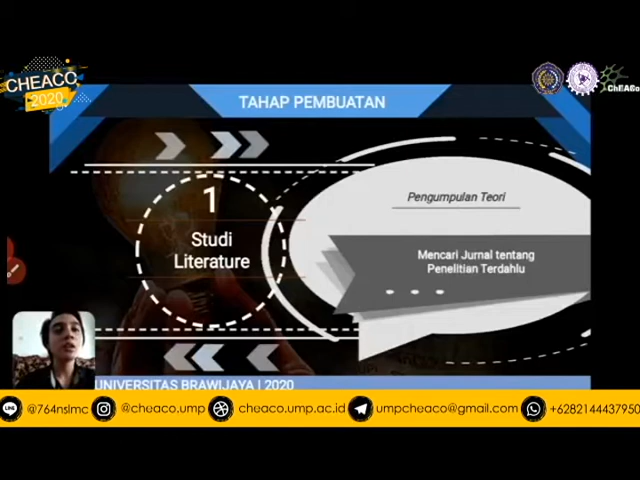 CHEACO
2020
ChEACo
TAHAP PEMBUATAN
1
Studi
Literature
Pengumpulan Teori
Mencari Jurnal tentang
Penelitian Terdahlu
UNIVERSITAS BRAWIJAYA | 2020
@764nslmc
@cheaco.ump
cheaco.ump.ac.id
umpcheaco@gmail.com
+6282144437950